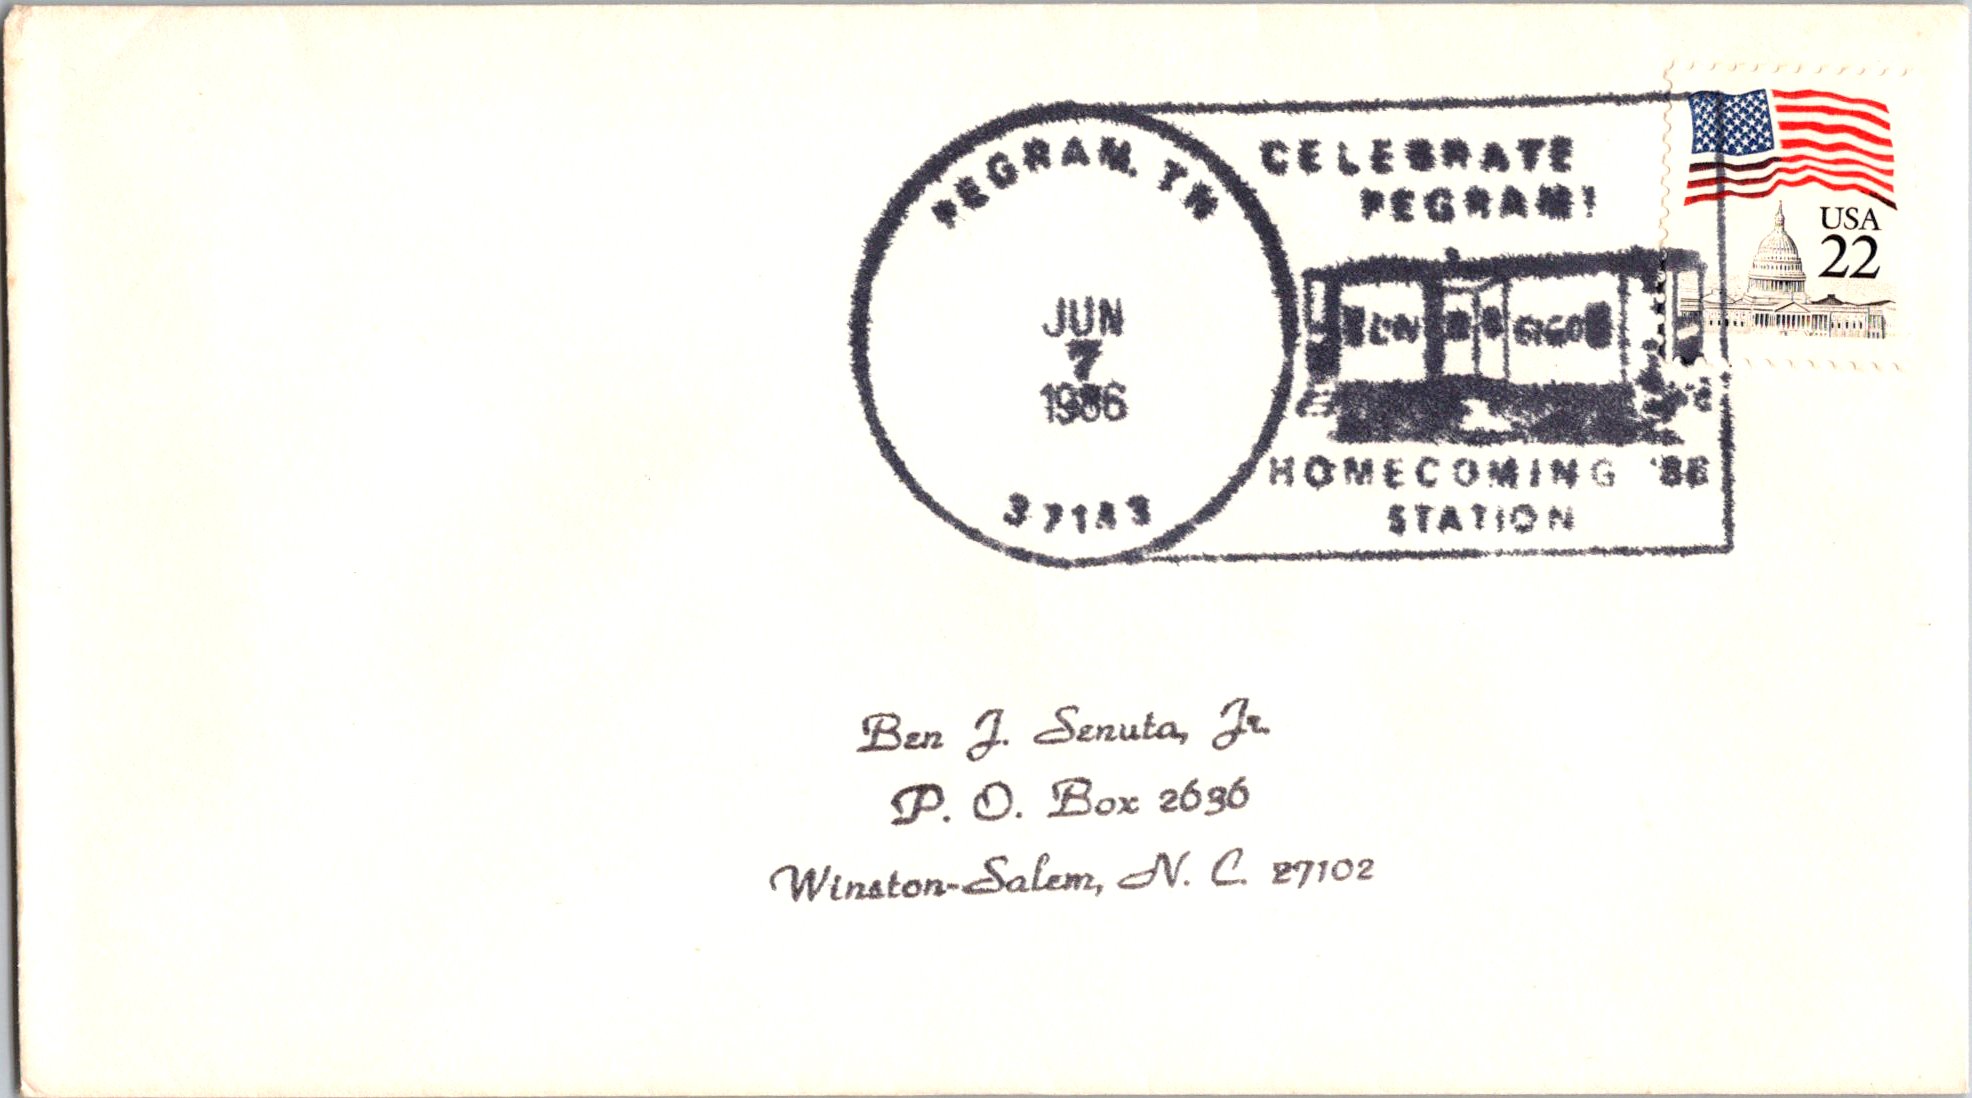 PEGRAM, TN
JUN
7
1986
37143
CELEBRATE
PEGRAM!
HOMECOMING '86
STATION
USA
22
Ben J. Senuta, Jr.
P. O. Box 2636
Winston-Salem, N. C. 27102